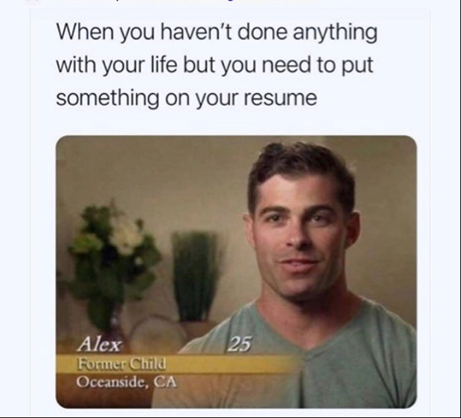 When you haven't done anything
with your life but you need to put
something on your resume
Alex 25
Former Child
Oceanside, CA